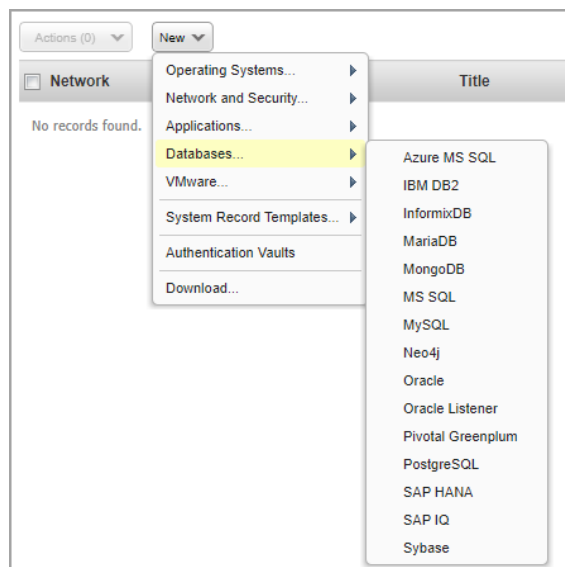 Actions (0) New
Network Title
No records found.
Operating Systems...
Network and Security...
Applications...
Databases...
VMware...
System Record Templates...
Authentication Vaults
Download...
Azure MS SQL
IBM DB2
InformixDB
MariaDB
MongoDB
MS SQL
MySQL
Neo4j
Oracle
Oracle Listener
Pivotal Greenplum
PostgreSQL
SAP HANA
SAP IQ
Sybase